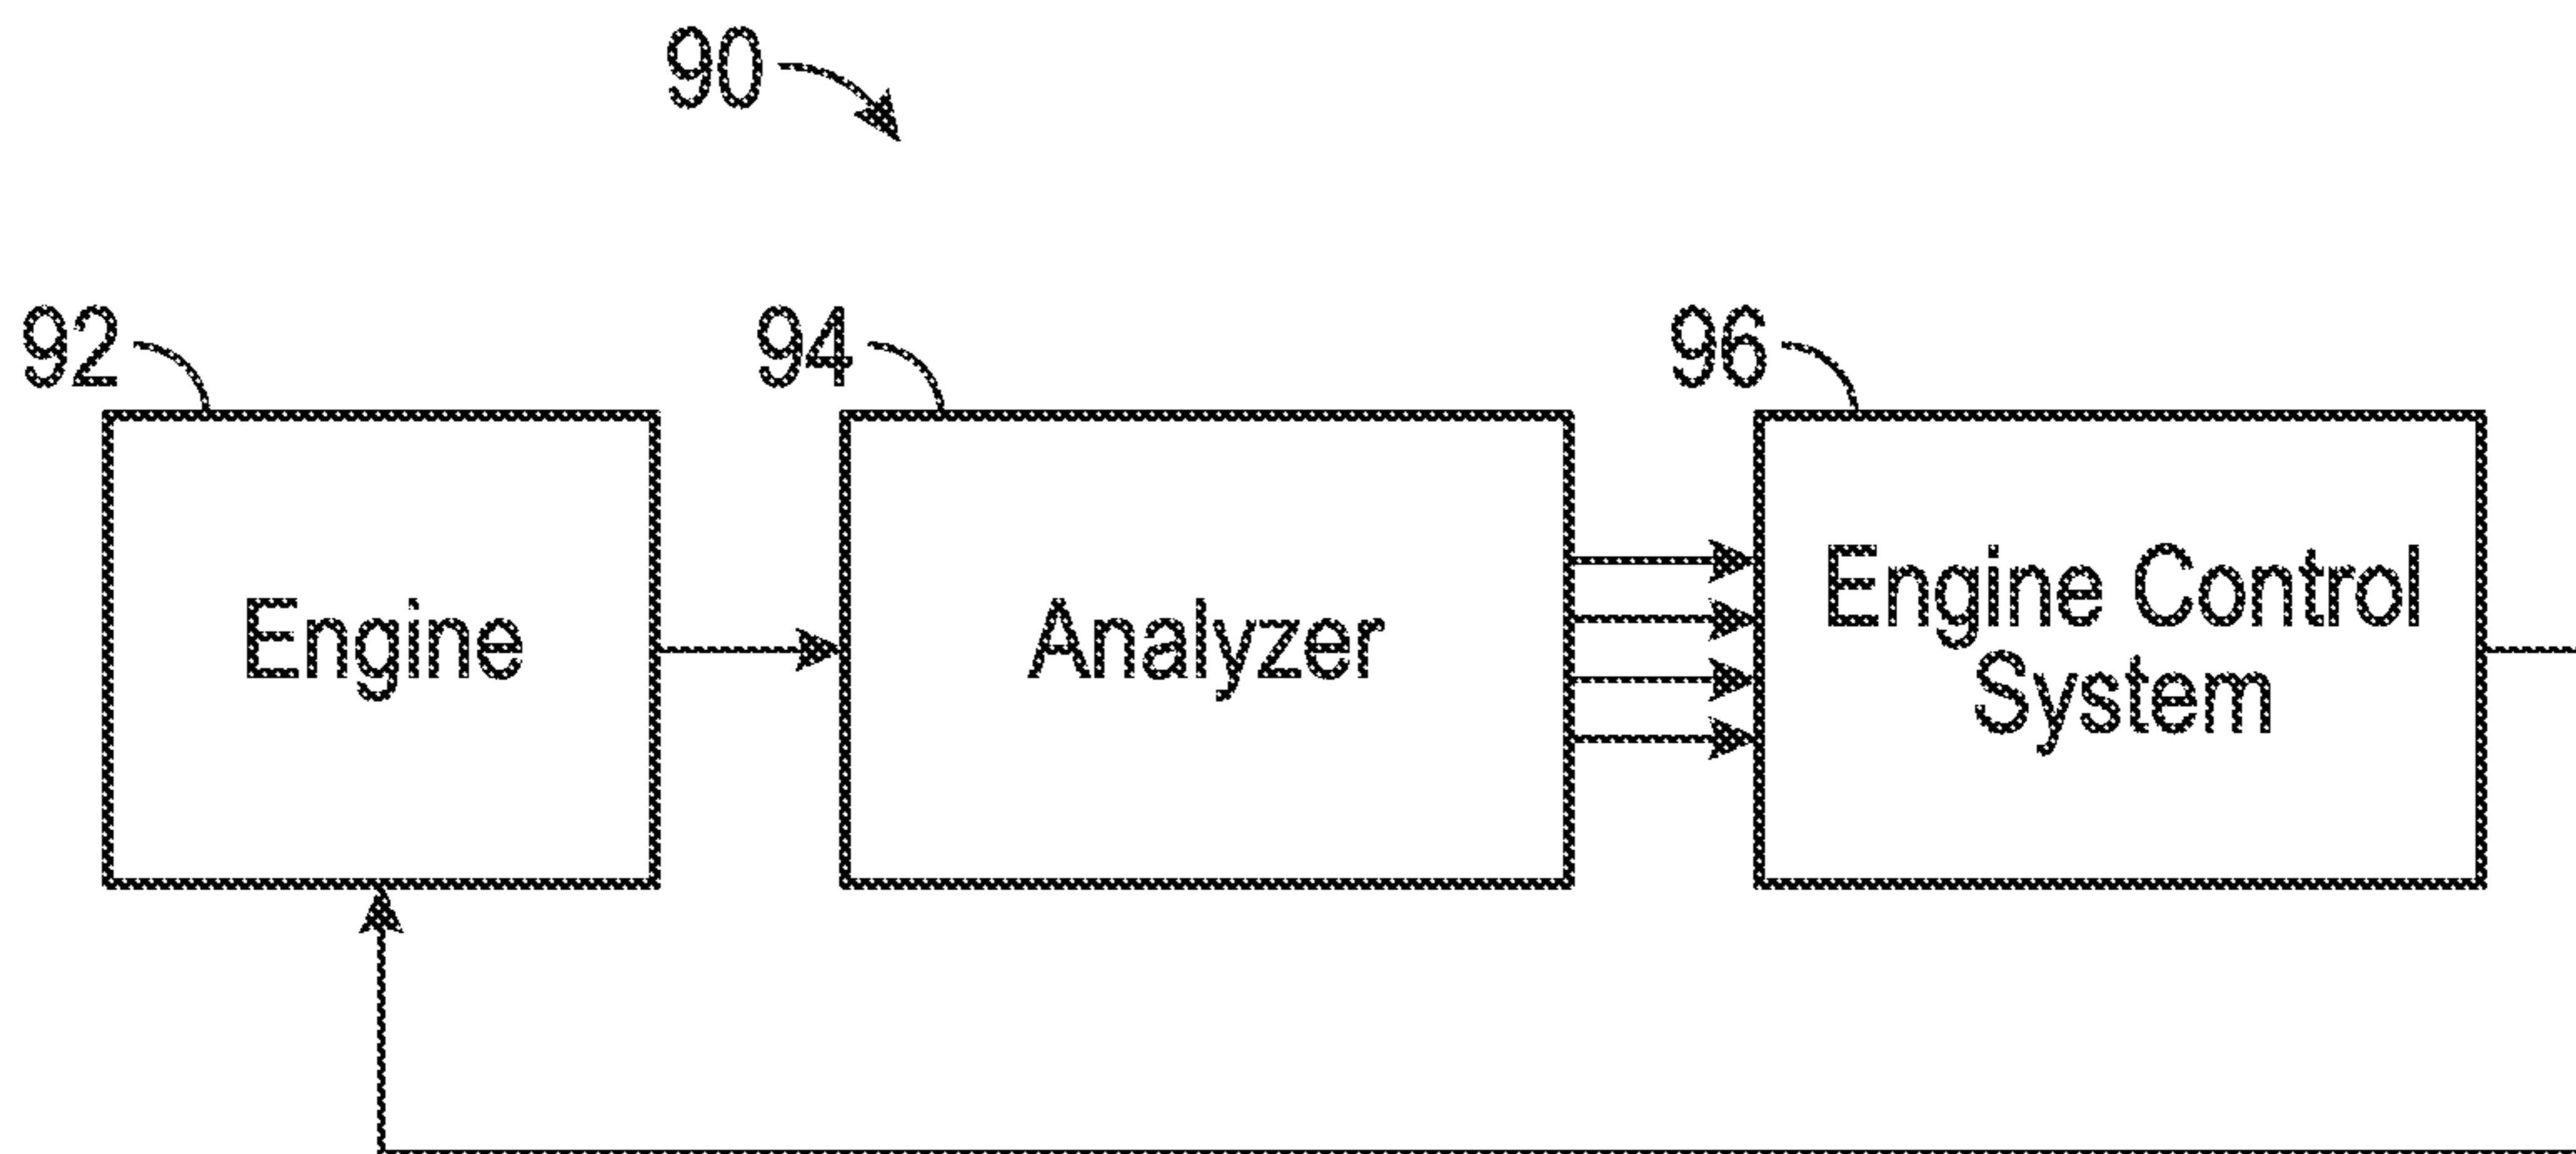 90
92
94
96
Engine
Analyzer
Engine Control
System